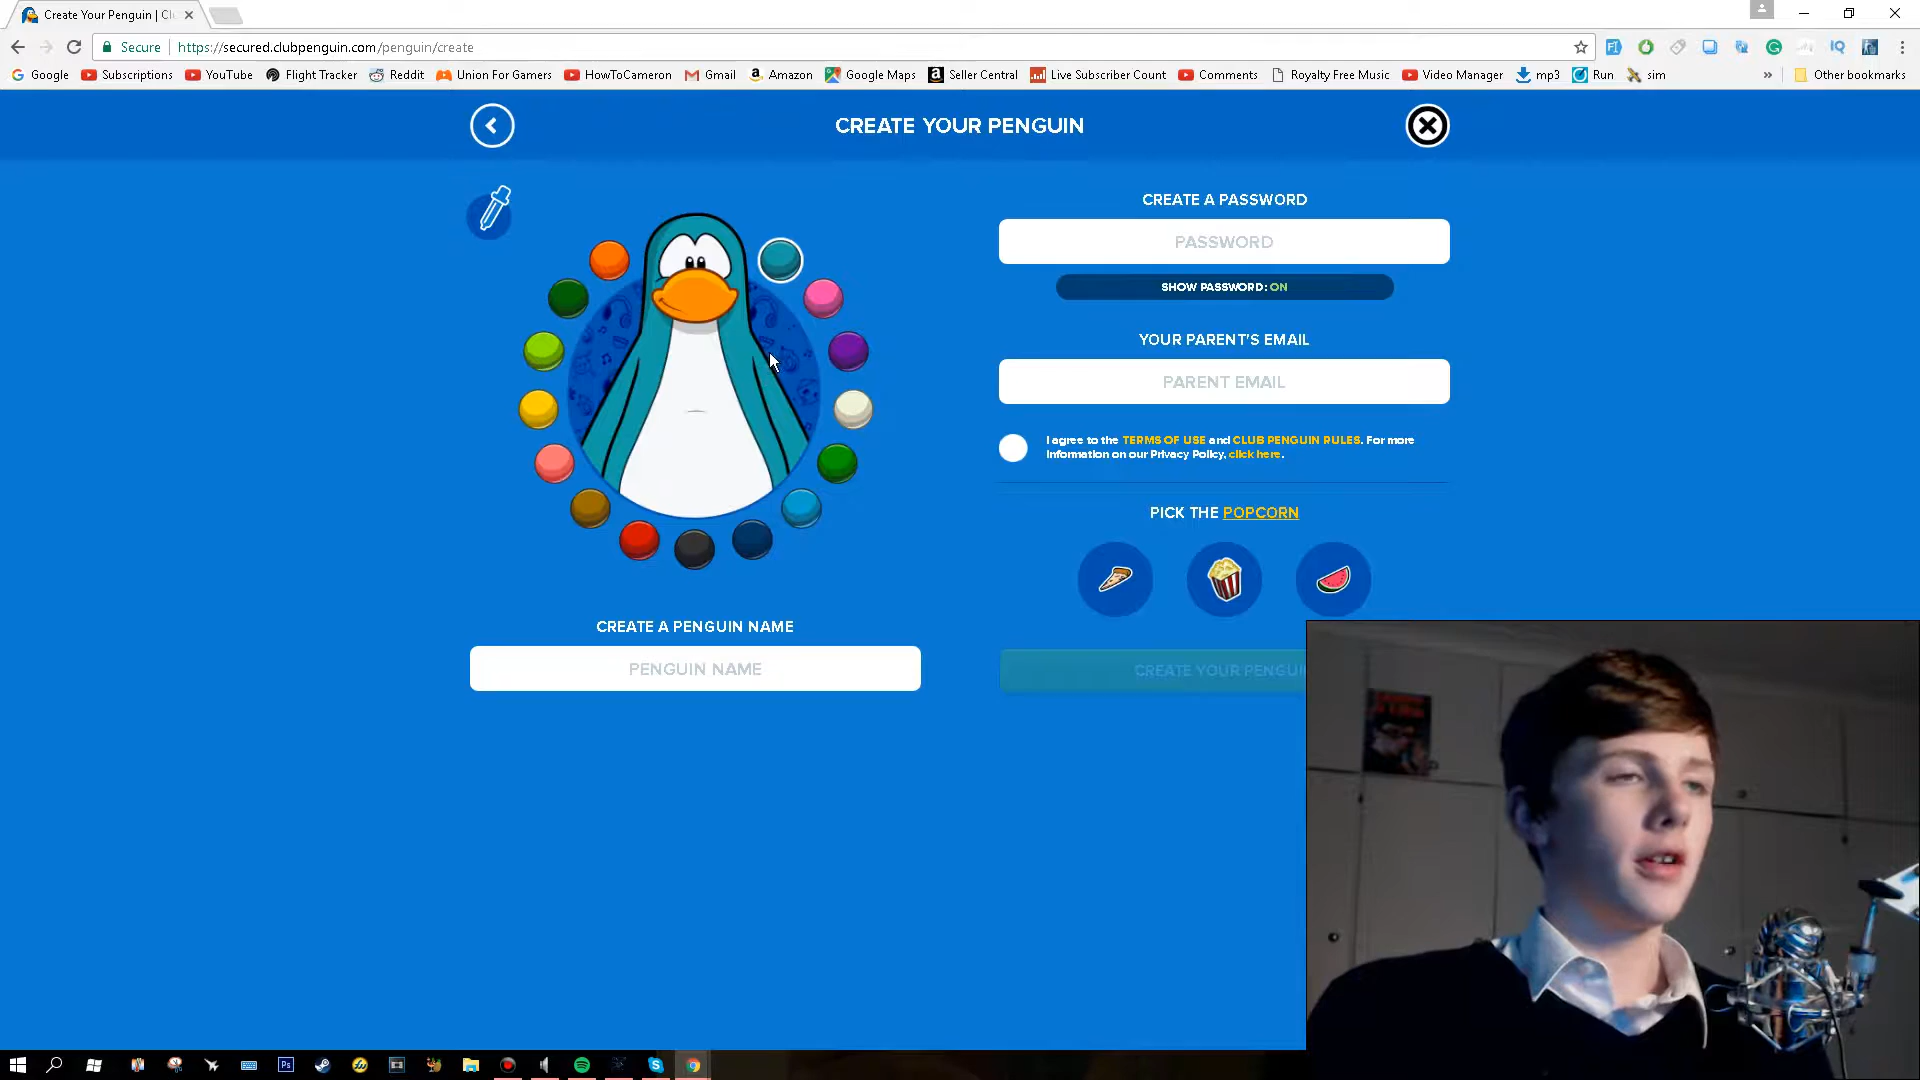 Create Your Penguin | Cl
Secure
https://secured.clubpenguin.com/penguin/create
Google
Subscriptions
YouTube
Flight Tracker
Reddit
Union For Gamers
HowToCameron
Gmail
Amazon
Google Maps
Seller Central
Live Subscriber Count
Comments
Royalty Free Music
Video Manager
mp3
Run
sim
»
Other bookmarks
CREATE YOUR PENGUIN
CREATE A PASSWORD
PASSWORD
SHOW PASSWORD: ON
YOUR PARENT'S EMAIL
PARENT EMAIL
I agree to the TERMS OF USE and CLUB PENGUIN RULES. For more
information on our Privacy Policy, click here.
PICK THE POPCORN
CREATE A PENGUIN NAME
PENGUIN NAME
CREATE YOUR PENGUI